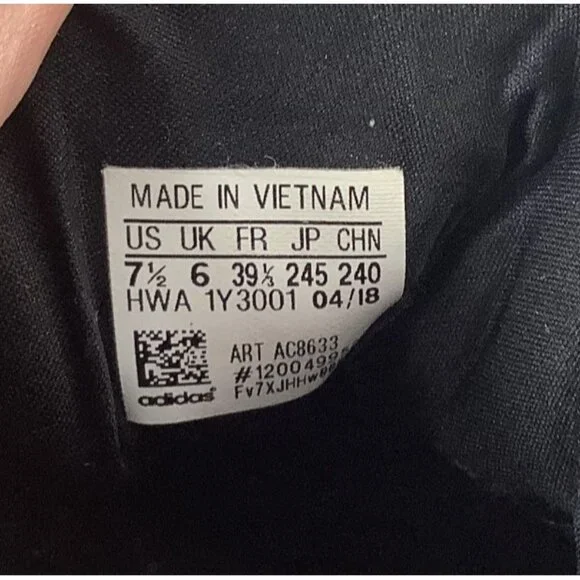 MADE IN VIETNAM
US UK FR JP CHN
7½ 6 39⅓ 245 240
HWA 1Y3001 04/18
ART AC8633
adidas